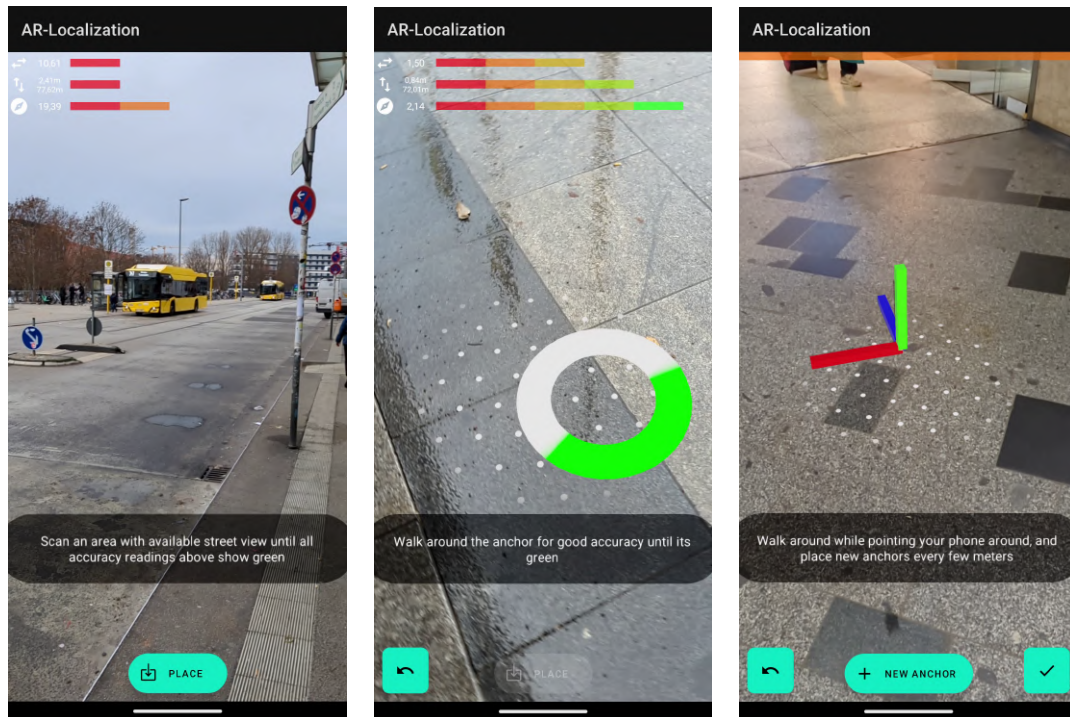 AR-Localization
10,61
2,41m
72,62m
19,39
Scan an area with available street view until all
accuracy readings above show green
PLACE
AR-Localization
1,50
0,84m
72,01m
2,14
Walk around the anchor for good accuracy until its
green
PLACE
AR-Localization
Walk around while pointing your phone around, and
place new anchors every few meters
NEW ANCHOR